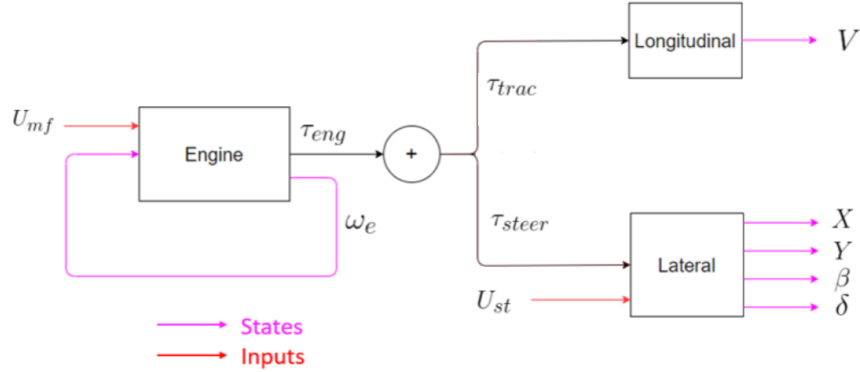 Longitudinal
V
τ_trac
U_mf
τ_eng
Engine
+
ω_e
τ_steer
X
Y
Lateral
β
U_st
δ
States
Inputs